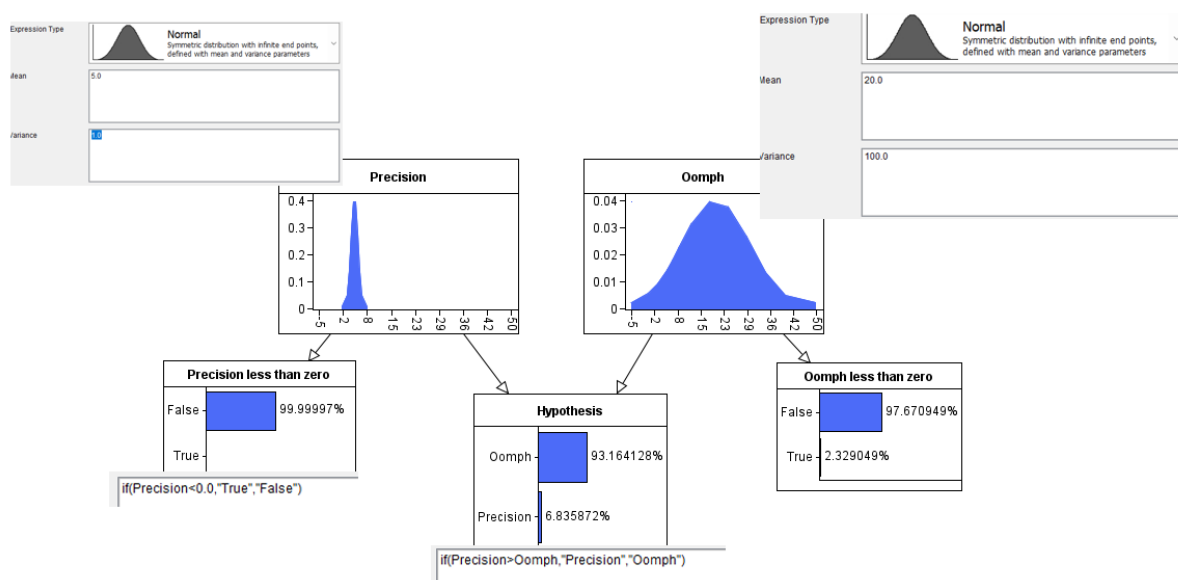 Expression Type
Normal
Symmetric distribution with infinite end points,
defined with mean and variance parameters
Mean
5.0
Variance
1.0
Expression Type
Normal
Symmetric distribution with infinite end points,
defined with mean and variance parameters
Mean
20.0
Variance
100.0
Precision
0.4
0.3
0.2
0.1
0
-5
2
8
15
23
29
36
42
50
Oomph
0.04
0.03
0.02
0.01
0
-5
2
8
15
23
29
36
42
50
Precision less than zero
False
99.99997%
True
if(Precision<0.0,"True","False")
Hypothesis
Oomph
93.164128%
Precision
6.835872%
if(Precision>Oomph,"Precision","Oomph")
Oomph less than zero
False
97.670949%
True
2.329049%